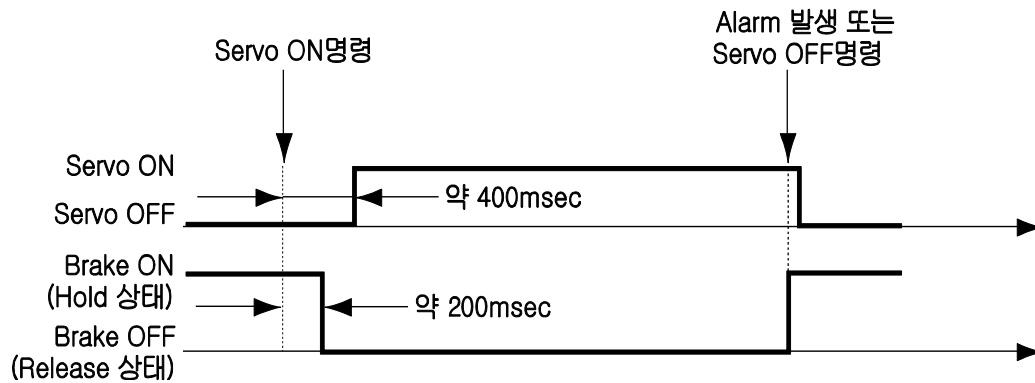 Servo ON명령
Alarm 발생 또는
Servo OFF명령
Servo ON
약 400msec
Servo OFF
Brake ON
(Hold 상태)
약 200msec
Brake OFF
(Release 상태)